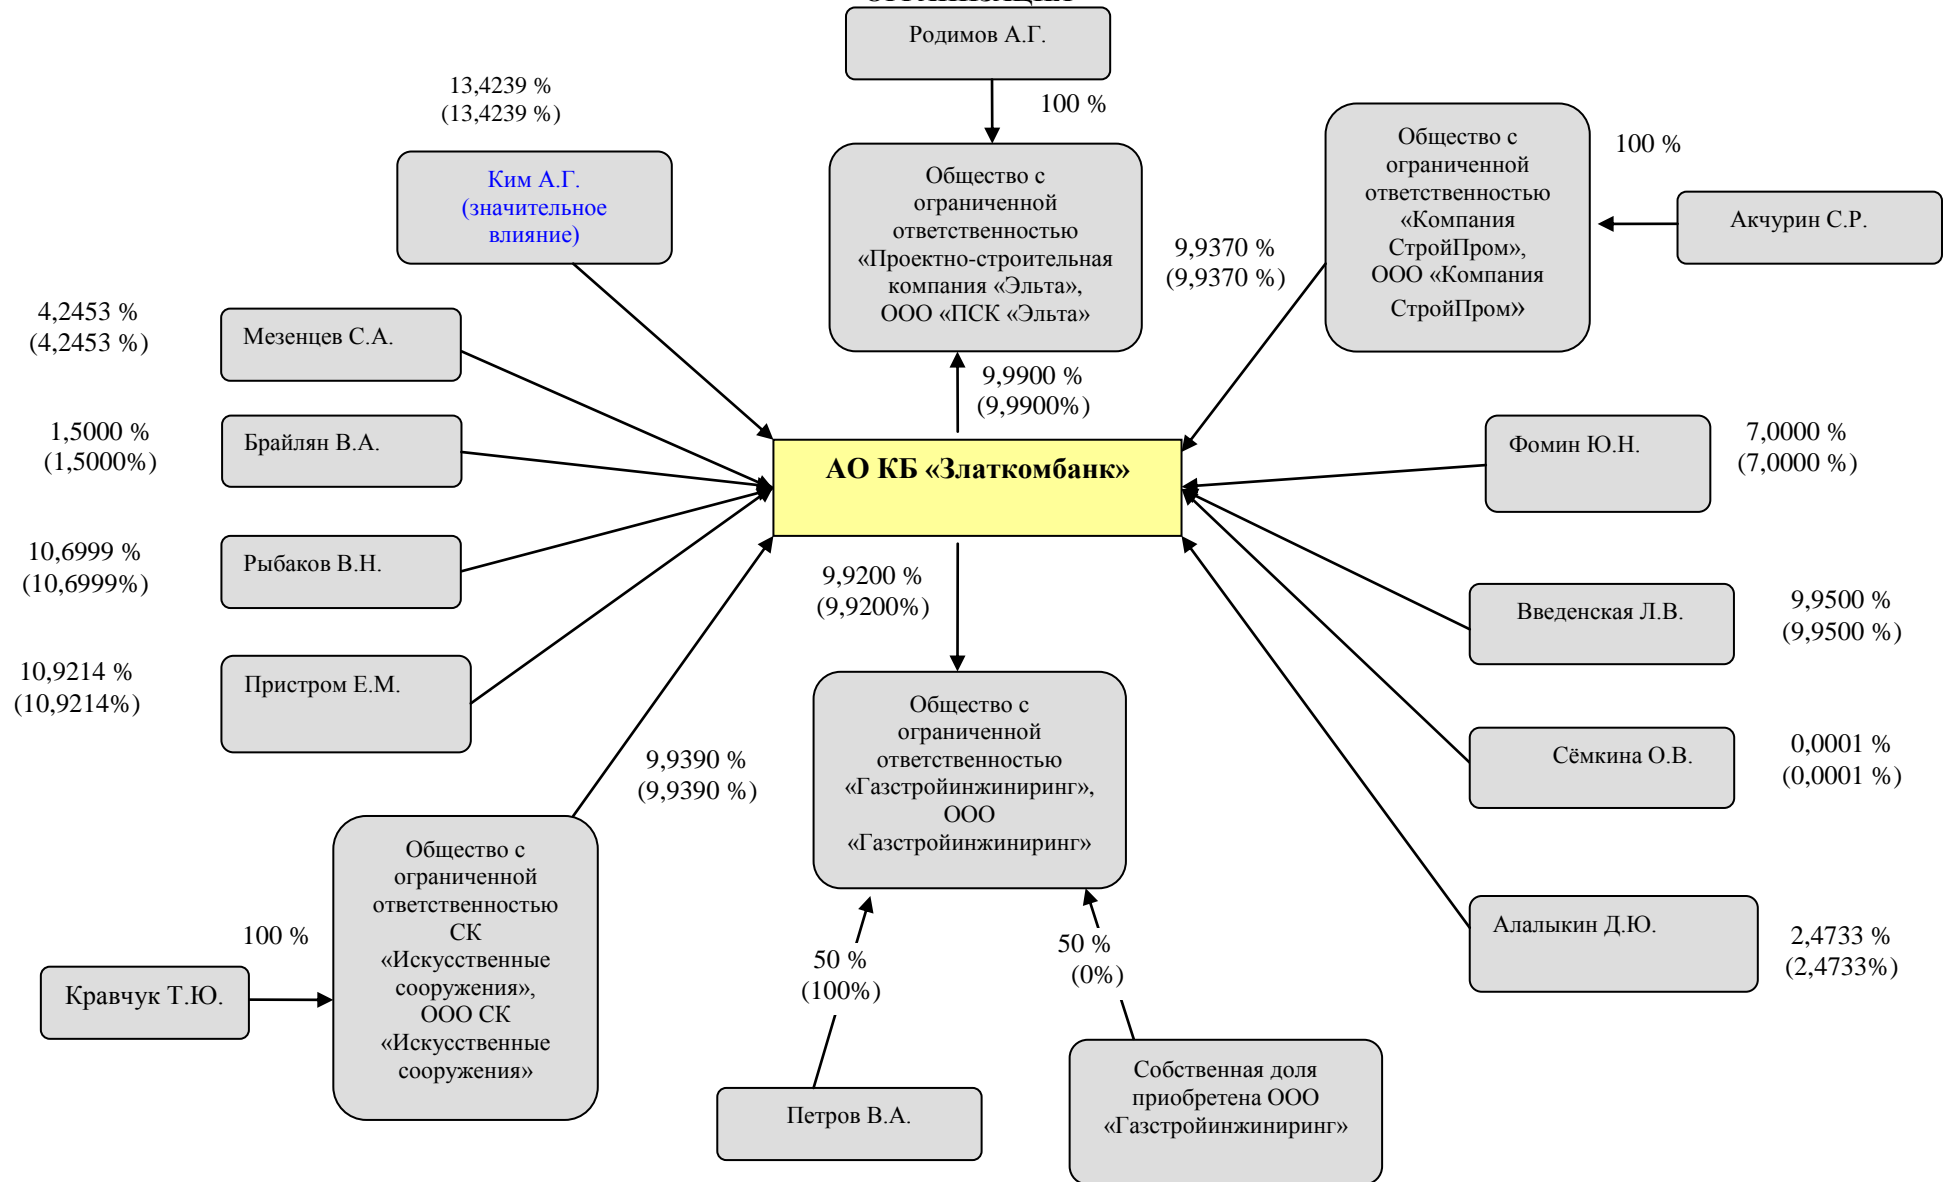 ОРГАНИЗАЦИЯ
Родимов А.Г.
100 %
13,4239 %
(13,4239 %)
Ким А.Г.
(значительное
влияние)
Общество с
ограниченной
ответственностью
«Проектно-строительная
компания «Эльта»,
ООО «ПСК «Эльта»
Общество с
ограниченной
ответственностью
«Компания
СтройПром»,
ООО «Компания
СтройПром»
100 %
Акчурин С.Р.
9,9370 %
(9,9370 %)
4,2453 %
(4,2453 %)
Мезенцев С.А.
9,9900 %
(9,9900%)
1,5000 %
(1,5000%)
Брайлян В.А.
АО КБ «Златкомбанк»
Фомин Ю.Н.
7,0000 %
(7,0000 %)
10,6999 %
(10,6999%)
Рыбаков В.Н.
9,9200 %
(9,9200%)
Введенская Л.В.
9,9500 %
(9,9500 %)
10,9214 %
(10,9214%)
Пристром Е.М.
Общество с
ограниченной
ответственностью
«Газстройинжиниринг»,
ООО
«Газстройинжиниринг»
Сёмкина О.В.
0,0001 %
(0,0001 %)
9,9390 %
(9,9390 %)
Общество с
ограниченной
ответственностью
СК
«Искусственные
сооружения»,
ООО СК
«Искусственные
сооружения»
100 %
Кравчук Т.Ю.
50 %
(100%)
50 %
(0%)
Алалыкин Д.Ю.
2,4733 %
(2,4733%)
Петров В.А.
Собственная доля
приобретена ООО
«Газстройинжиниринг»